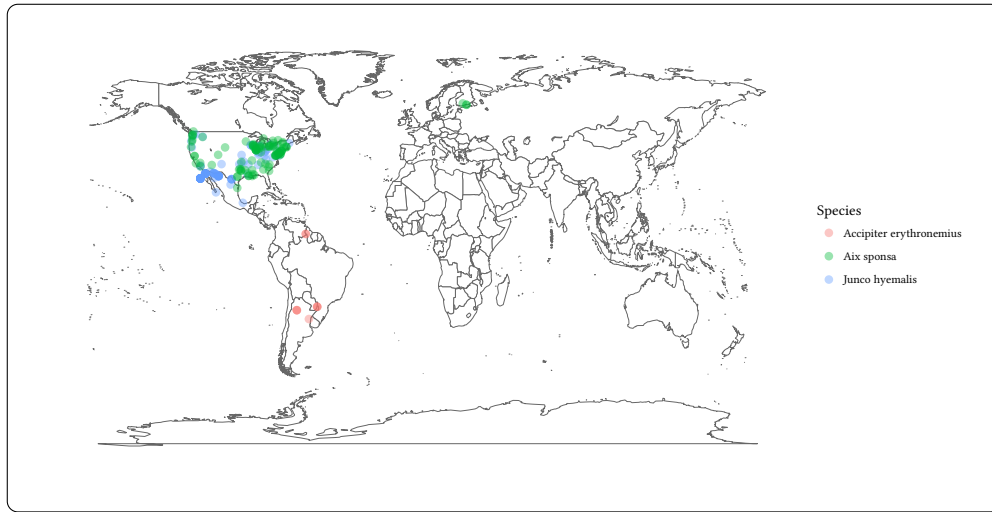 Species
Accipiter erythronemius
Aix sponsa
Junco hyemalis